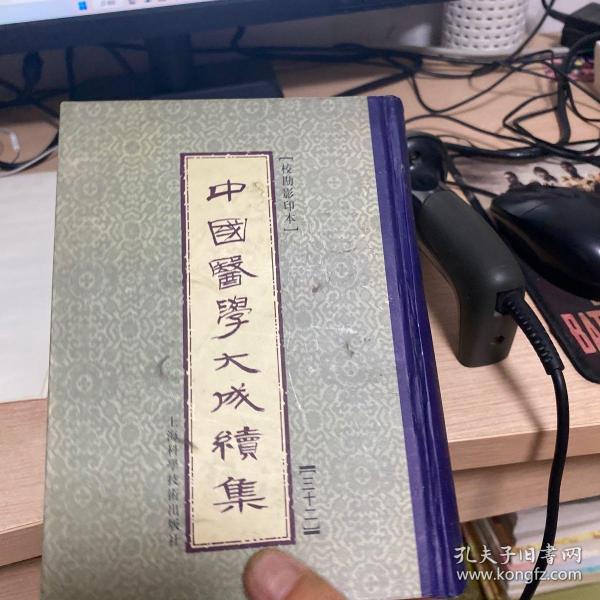 【校勘影印本】
中國醫學大成續集
【三十二】
上海科學技術出版社
BA
孔夫子旧书网
www.kongfz.com